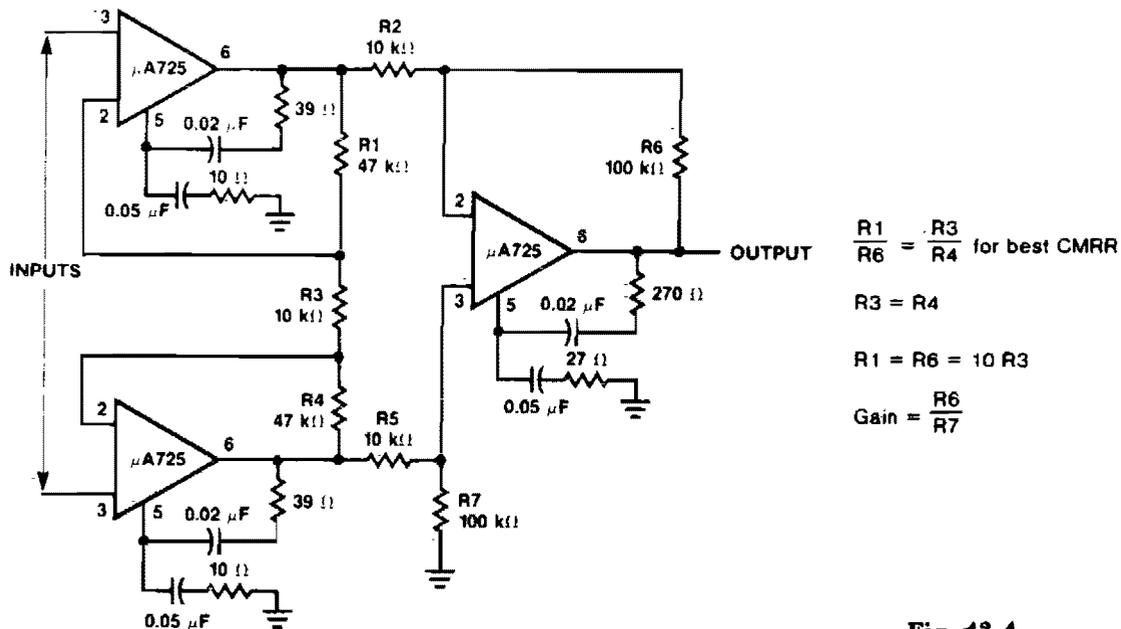 3
6
μA725
2
5
0.02 μF
39 Ω
10 Ω
0.05 μF
R2
10 kΩ
R1
47 kΩ
R6
100 kΩ
INPUTS
R3
10 kΩ
2
6
μA725
3
5
0.02 μF
270 Ω
27 Ω
0.05 μF
OUTPUT
R4
47 kΩ
R5
10 kΩ
2
6
μA725
3
5
0.02 μF
39 Ω
10 Ω
0.05 μF
R7
100 kΩ
R1/R6 = R3/R4 for best CMRR
R3 = R4
R1 = R6 = 10 R3
Gain = R6/R7